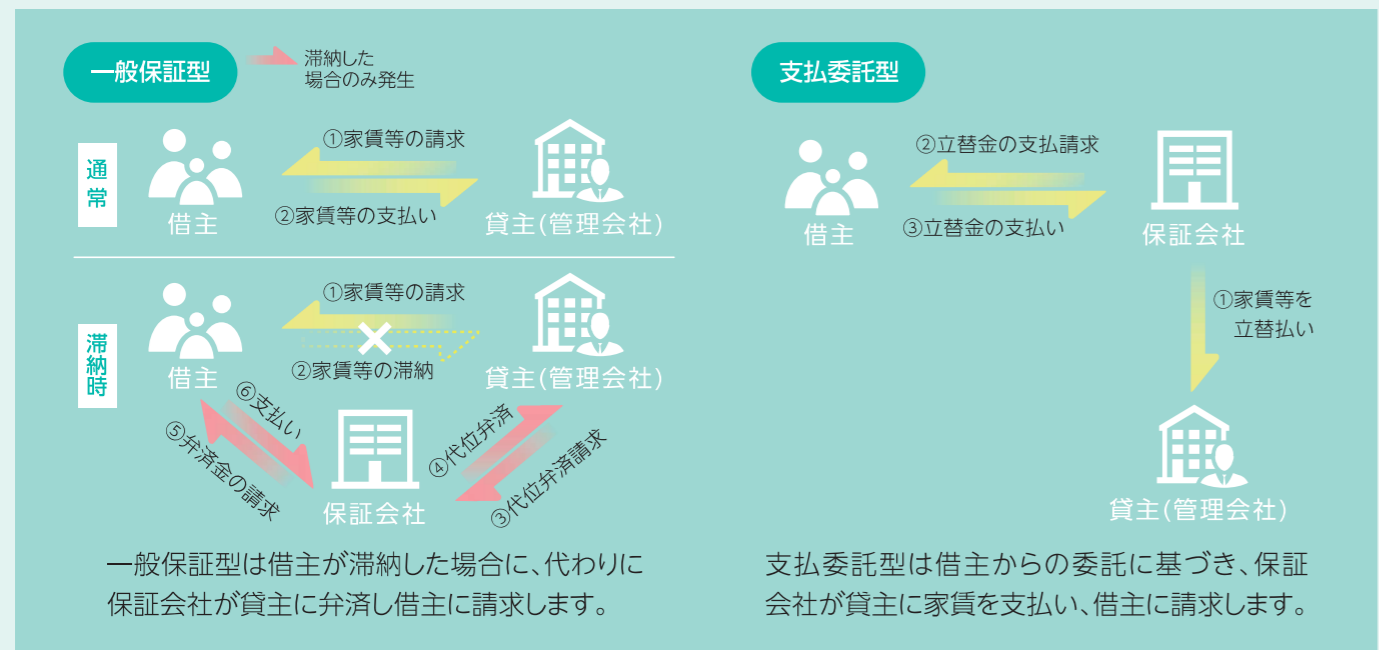 一般保証型
滞納した
場合のみ発生
通常
借主
①家賃等の請求
②家賃等の支払い
貸主(管理会社)
滞納時
借主
①家賃等の請求
②家賃等の滞納
貸主(管理会社)
⑥支払い
⑤弁済金の請求
保証会社
④代位弁済
③代位弁済請求
一般保証型は借主が滞納した場合に、代わりに
保証会社が貸主に弁済し借主に請求します。
支払委託型
借主
②立替金の支払請求
③立替金の支払い
保証会社
①家賃等を
立替払い
貸主(管理会社)
支払委託型は借主からの委託に基づき、保証
会社が貸主に家賃を支払い、借主に請求します。